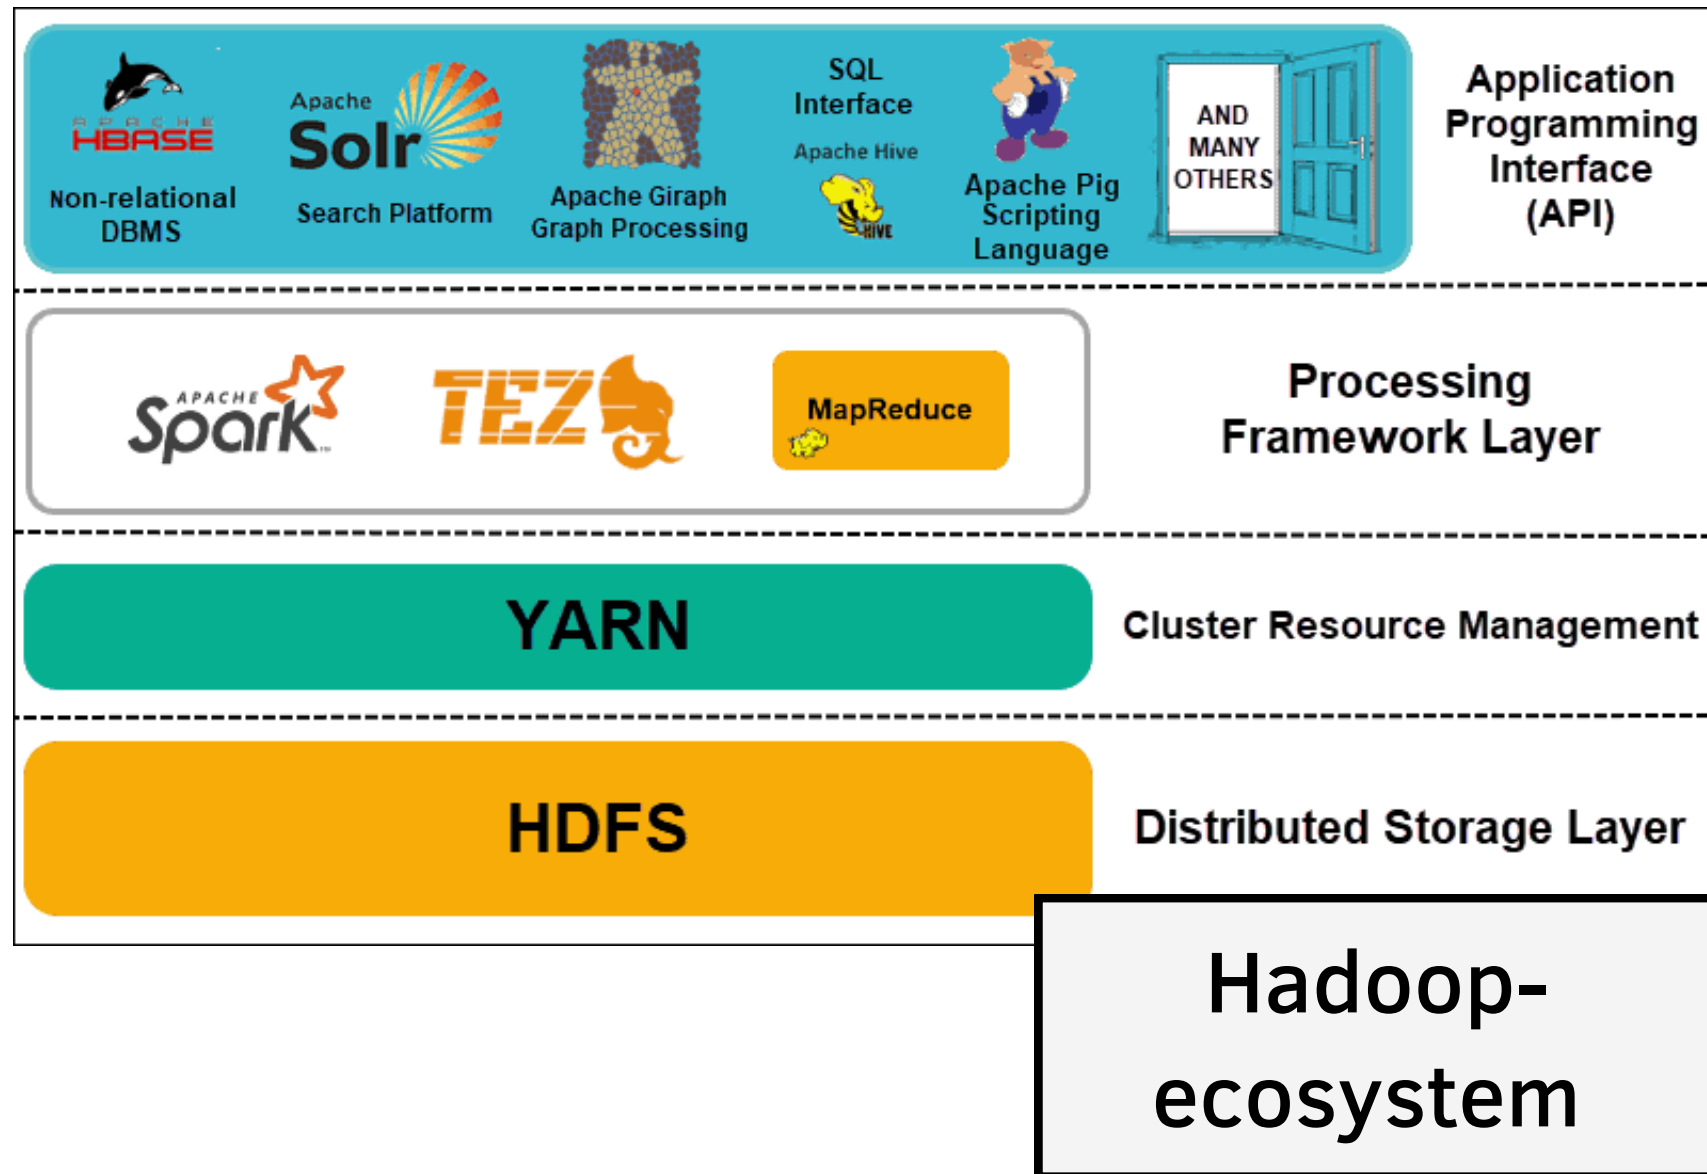 APACHE
HBASE
Non-relational
DBMS
Apache
Solr
Search Platform
Apache Giraph
Graph Processing
SQL
Interface
Apache Hive
HIVE
Apache Pig
Scripting
Language
AND
MANY
OTHERS
Application
Programming
Interface
(API)
APACHE
Spark
TEZ
MapReduce
Processing
Framework Layer
YARN
Cluster Resource Management
HDFS
Distributed Storage Layer
Hadoop-
ecosystem